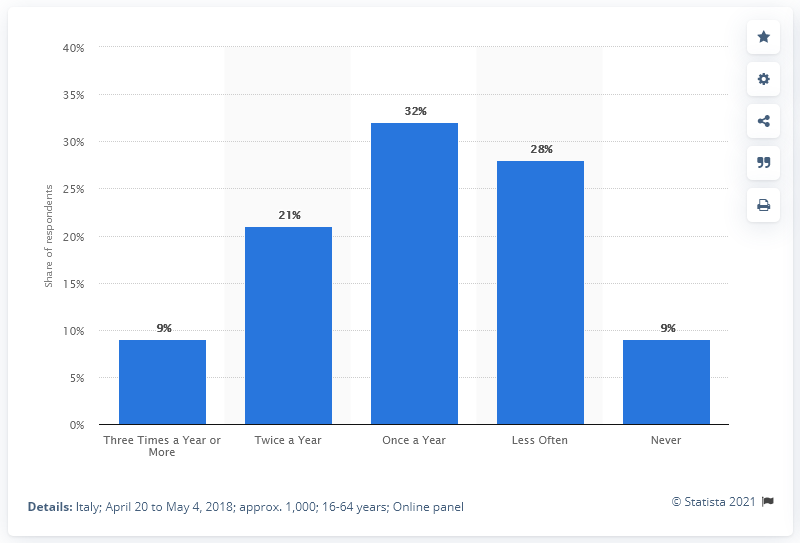 40%
35%
30%
25%
20%
15%
10%
5%
0%
Share of respondents
9%
21%
32%
28%
9%
Three Times a Year or
More
Twice a Year
Once a Year
Less Often
Never
Details: Italy; April 20 to May 4, 2018; approx. 1,000; 16-64 years; Online panel
© Statista 2021